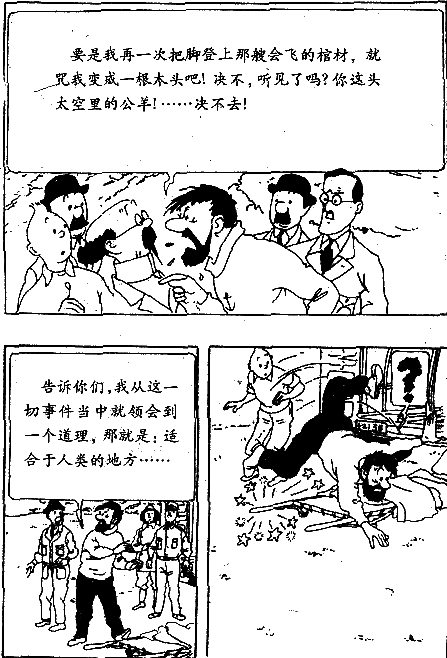 要是我再一次把脚登上那艘会飞的棺材，就
咒我变成一根木头吧！决不，听见了吗？你这头
太空里的公羊！……决不去！
告诉你们，我从这一
切事件当中就领会到
一个道理，那就是：适
合于人类的地方……
?